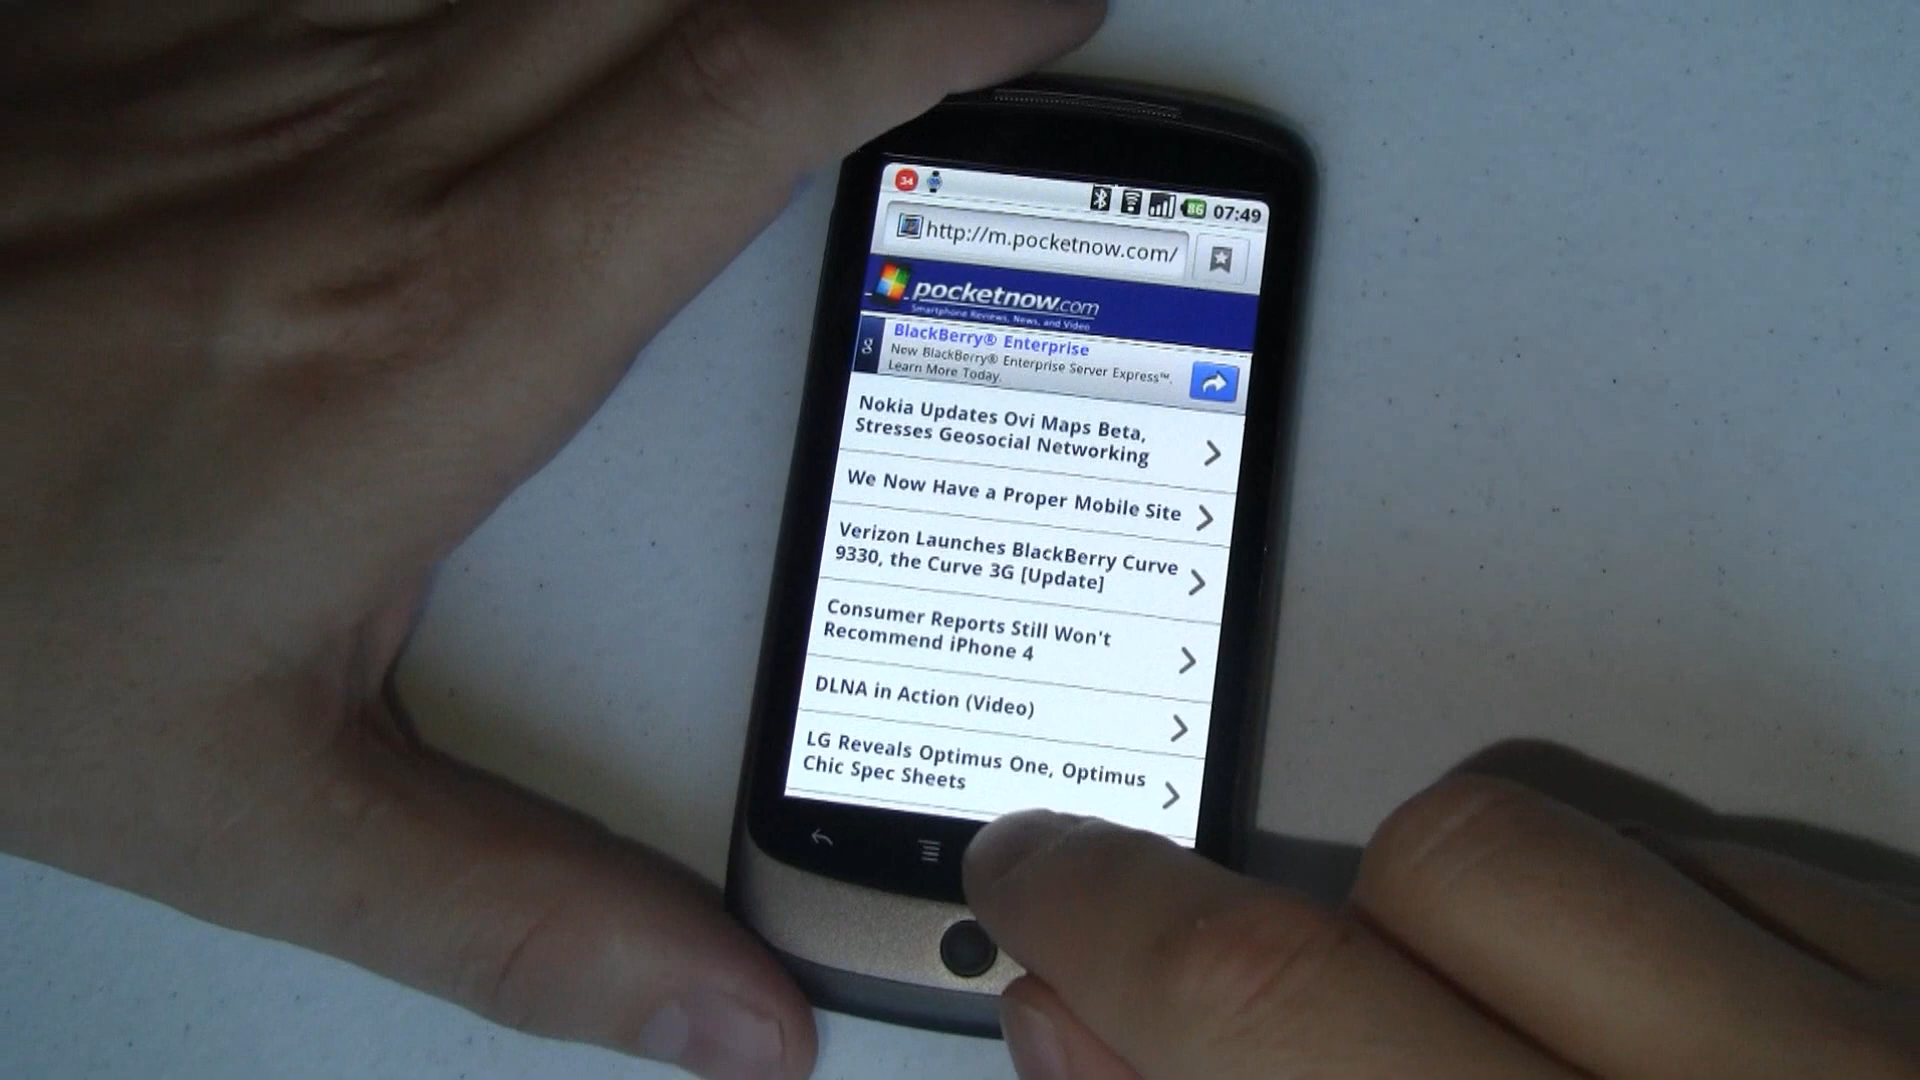 34
86 07:49
http://m.pocketnow.com/
pocketnow.com
Smartphone Reviews, News, and Video
g
BlackBerry® Enterprise
New BlackBerry® Enterprise Server Express™.
Learn More Today.
Nokia Updates Ovi Maps Beta,
Stresses Geosocial Networking
We Now Have a Proper Mobile Site
Verizon Launches BlackBerry Curve
9330, the Curve 3G [Update]
Consumer Reports Still Won't
Recommend iPhone 4
DLNA in Action (Video)
LG Reveals Optimus One, Optimus
Chic Spec Sheets